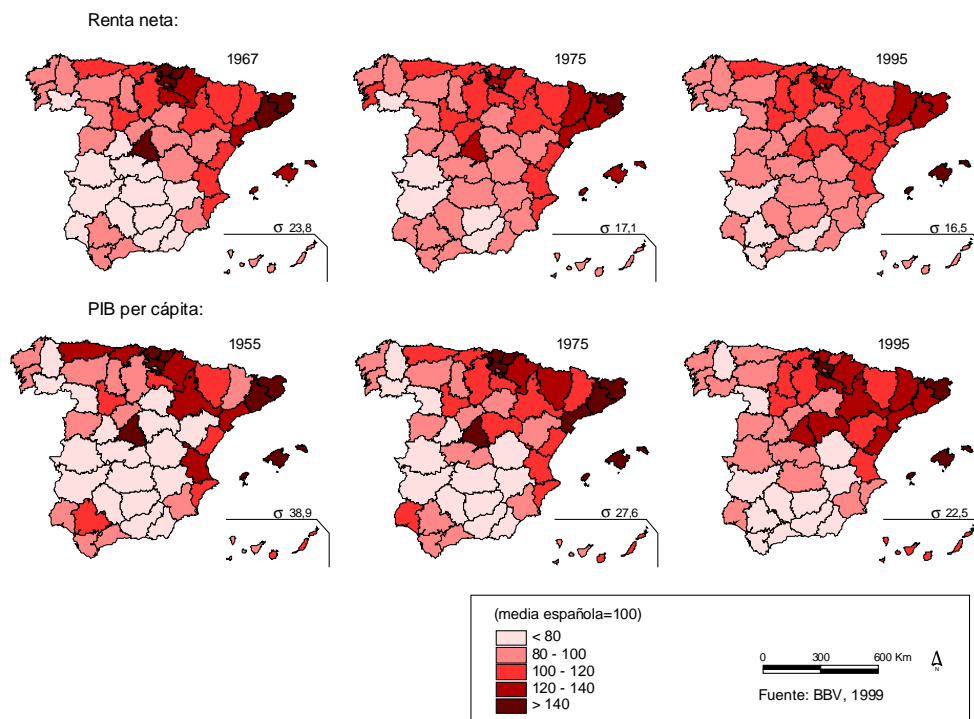 Renta neta:
1967
1975
1995
σ 23,8
σ 17,1
σ 16,5
PIB per cápita:
1955
1975
1995
σ 38,9
σ 27,6
σ 22,5
(media española=100)
< 80
80 - 100
100 - 120
120 - 140
> 140
0 300 600 Km
N
Fuente: BBV, 1999